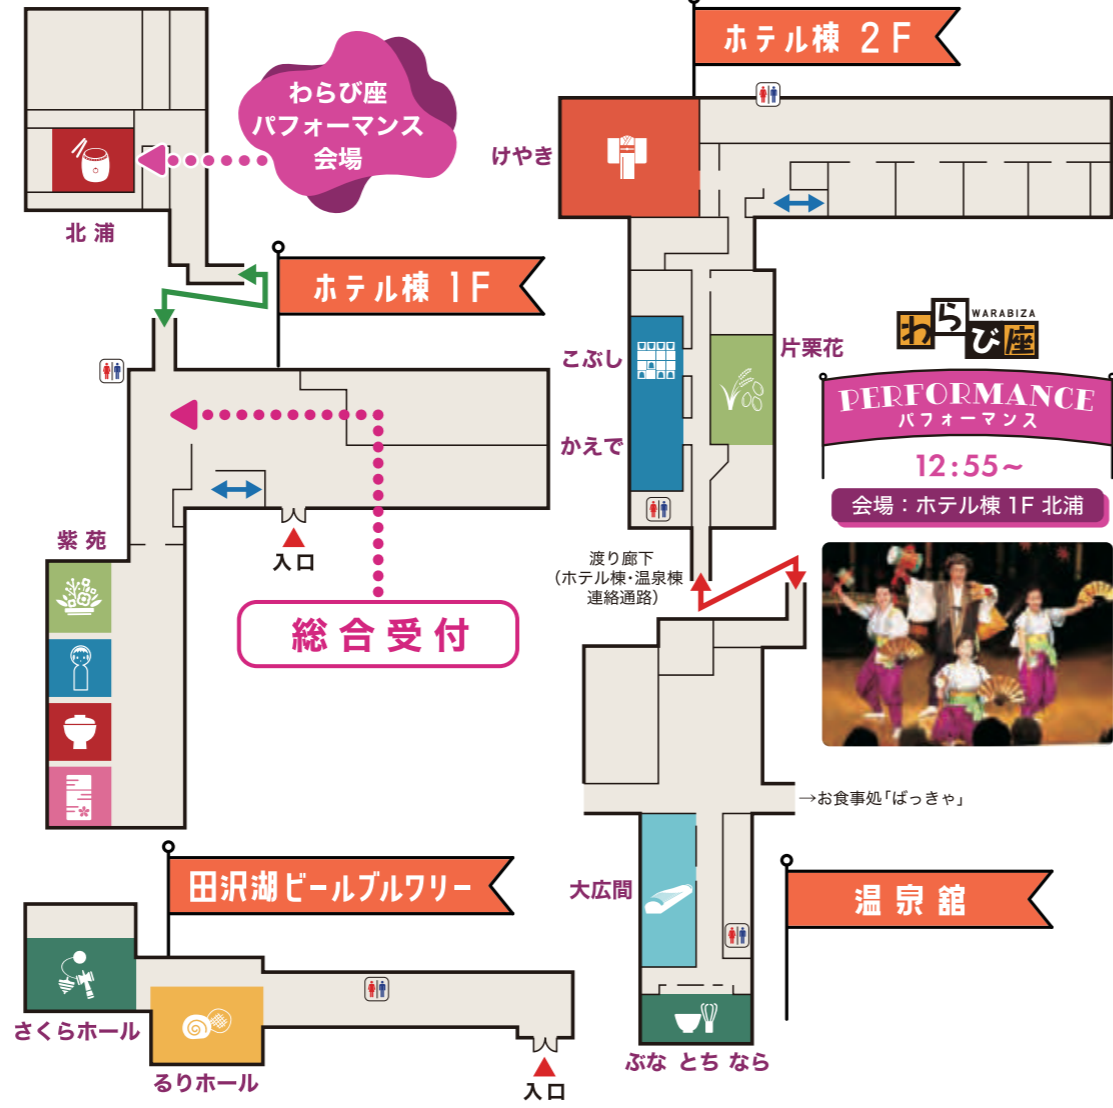 わらび座
パフォーマンス
会場
北浦
ホテル棟 1F
紫苑
入口
総合受付
ホテル棟 2F
けやき
こぶし
かえで
片栗花
渡り廊下
(ホテル棟・温泉棟
連絡通路)
わらび座
WARABIZA
PERFORMANCE
パフォーマンス
12:55~
会場:ホテル棟 1F 北浦
→お食事処「ばっきゃ」
大広間
温泉舘
ぶな とち なら
田沢湖ビールブルワリー
さくらホール
るりホール
入口